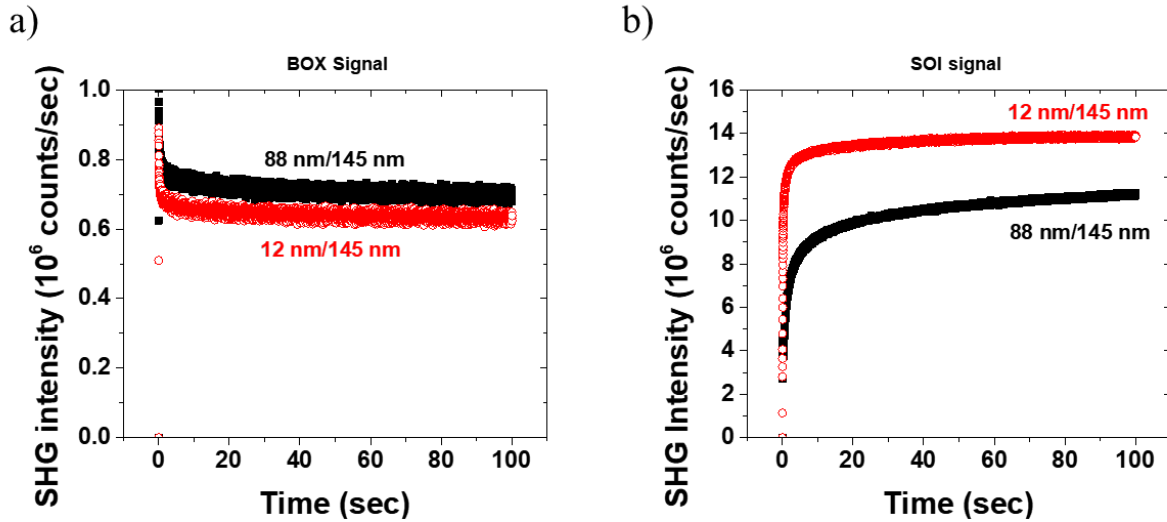 a)
BOX Signal
SHG intensity (10⁶ counts/sec)
1.0
0.8
0.6
0.4
0.2
0.0
88 nm/145 nm
12 nm/145 nm
0 20 40 60 80 100
Time (sec)
b)
SOI signal
SHG Intensity (10⁶ counts/sec)
16
14
12
10
8
6
4
2
0
12 nm/145 nm
88 nm/145 nm
0 20 40 60 80 100
Time (sec)